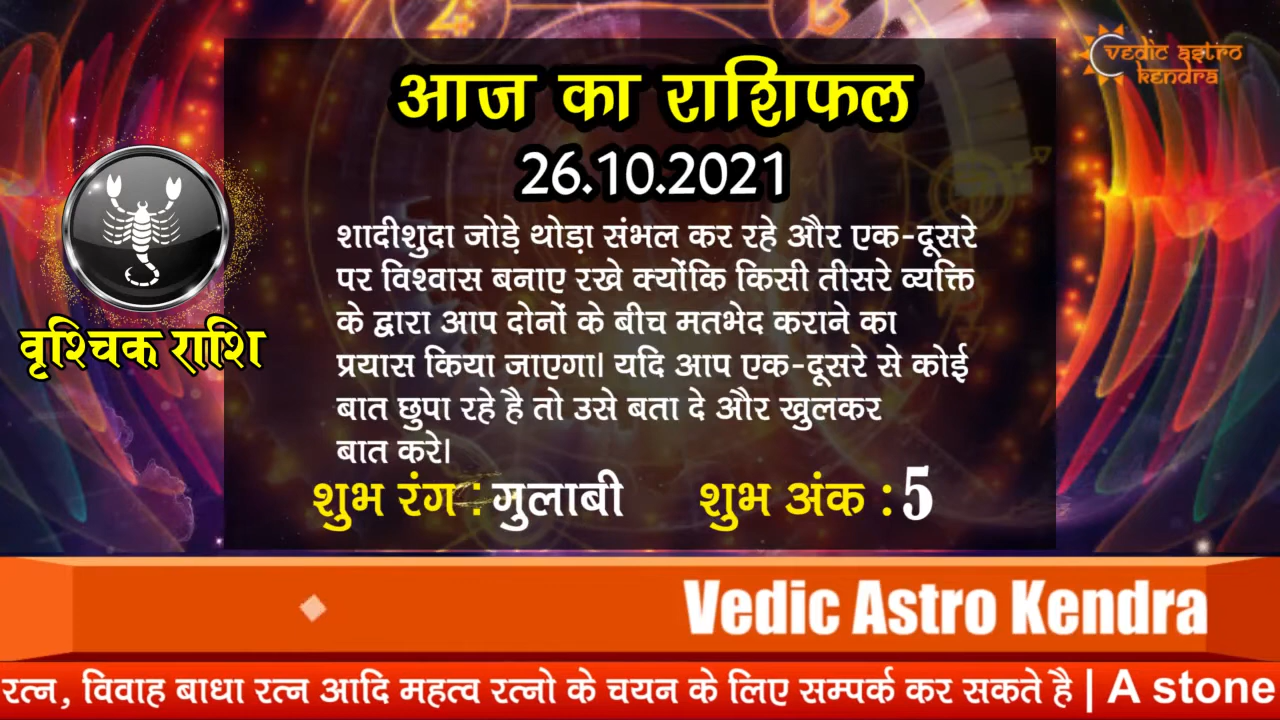 vedic astro
kendra
आज का राशिफल
26.10.2021
शादीशुदा जोड़े थोड़ा संभल कर रहे और एक-दूसरे
पर विश्वास बनाए रखे क्योंकि किसी तीसरे व्यक्ति
के द्वारा आप दोनों के बीच मतभेद कराने का
प्रयास किया जाएगा। यदि आप एक-दूसरे से कोई
बात छुपा रहे है तो उसे बता दे और खुलकर
बात करे।
वृश्चिक राशि
शुभ रंग : गुलाबी शुभ अंक : 5
Vedic Astro Kendra
रत्न, विवाह बाधा रत्न आदि महत्व रत्नो के चयन के लिए सम्पर्क कर सकते है | A stone